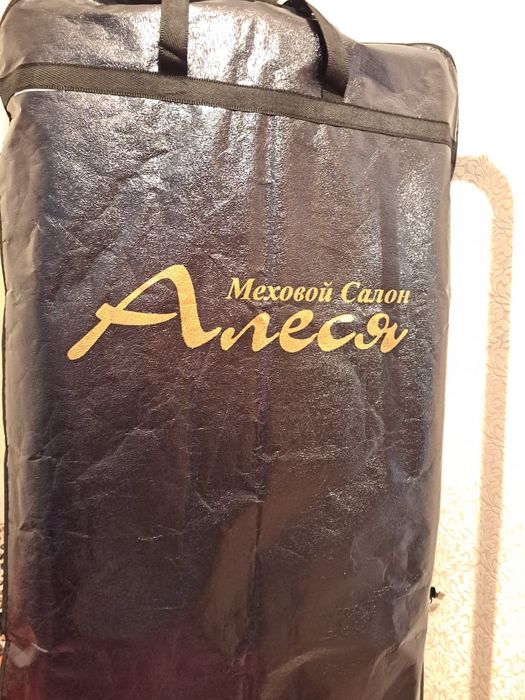 Меховой Салон
Алеся